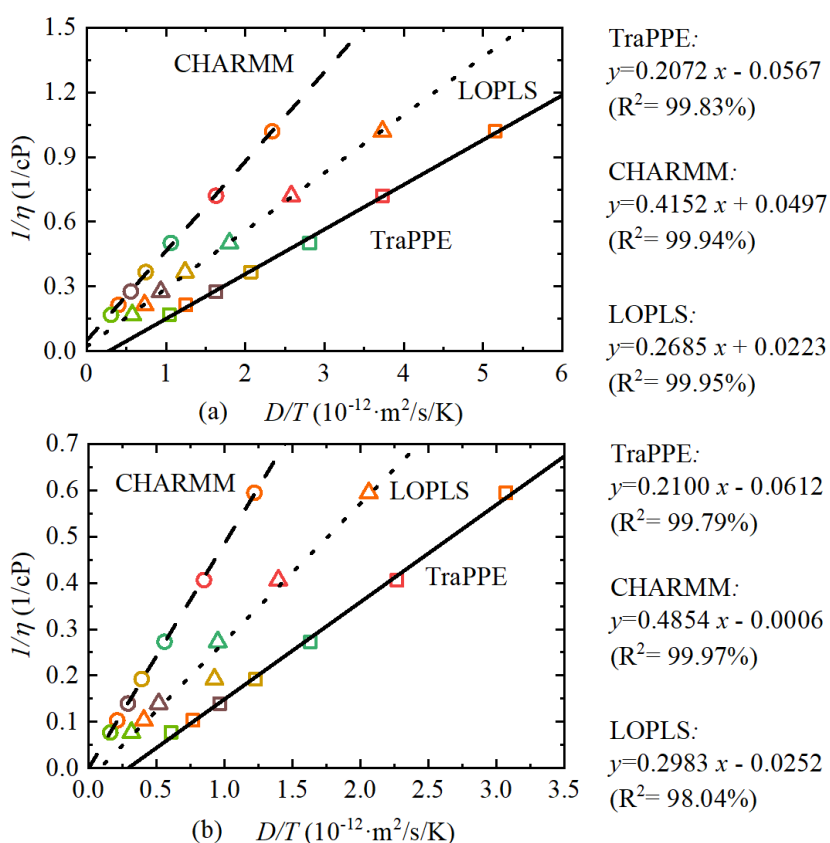 1.5
1.2
0.9
0.6
0.3
0.0
1/η (1/cP)
CHARMM
LOPLS
TraPPE
0
1
2
3
4
5
6
(a) D/T (10⁻¹²·m²/s/K)
TraPPE:
y=0.2072 x - 0.0567
(R²= 99.83%)
CHARMM:
y=0.4152 x + 0.0497
(R²= 99.94%)
LOPLS:
y=0.2685 x + 0.0223
(R²= 99.95%)
0.7
0.6
0.5
0.4
0.3
0.2
0.1
0.0
1/η (1/cP)
CHARMM
LOPLS
TraPPE
0.0
0.5
1.0
1.5
2.0
2.5
3.0
3.5
(b) D/T (10⁻¹²·m²/s/K)
TraPPE:
y=0.2100 x - 0.0612
(R²= 99.79%)
CHARMM:
y=0.4854 x - 0.0006
(R²= 99.97%)
LOPLS:
y=0.2983 x - 0.0252
(R²= 98.04%)